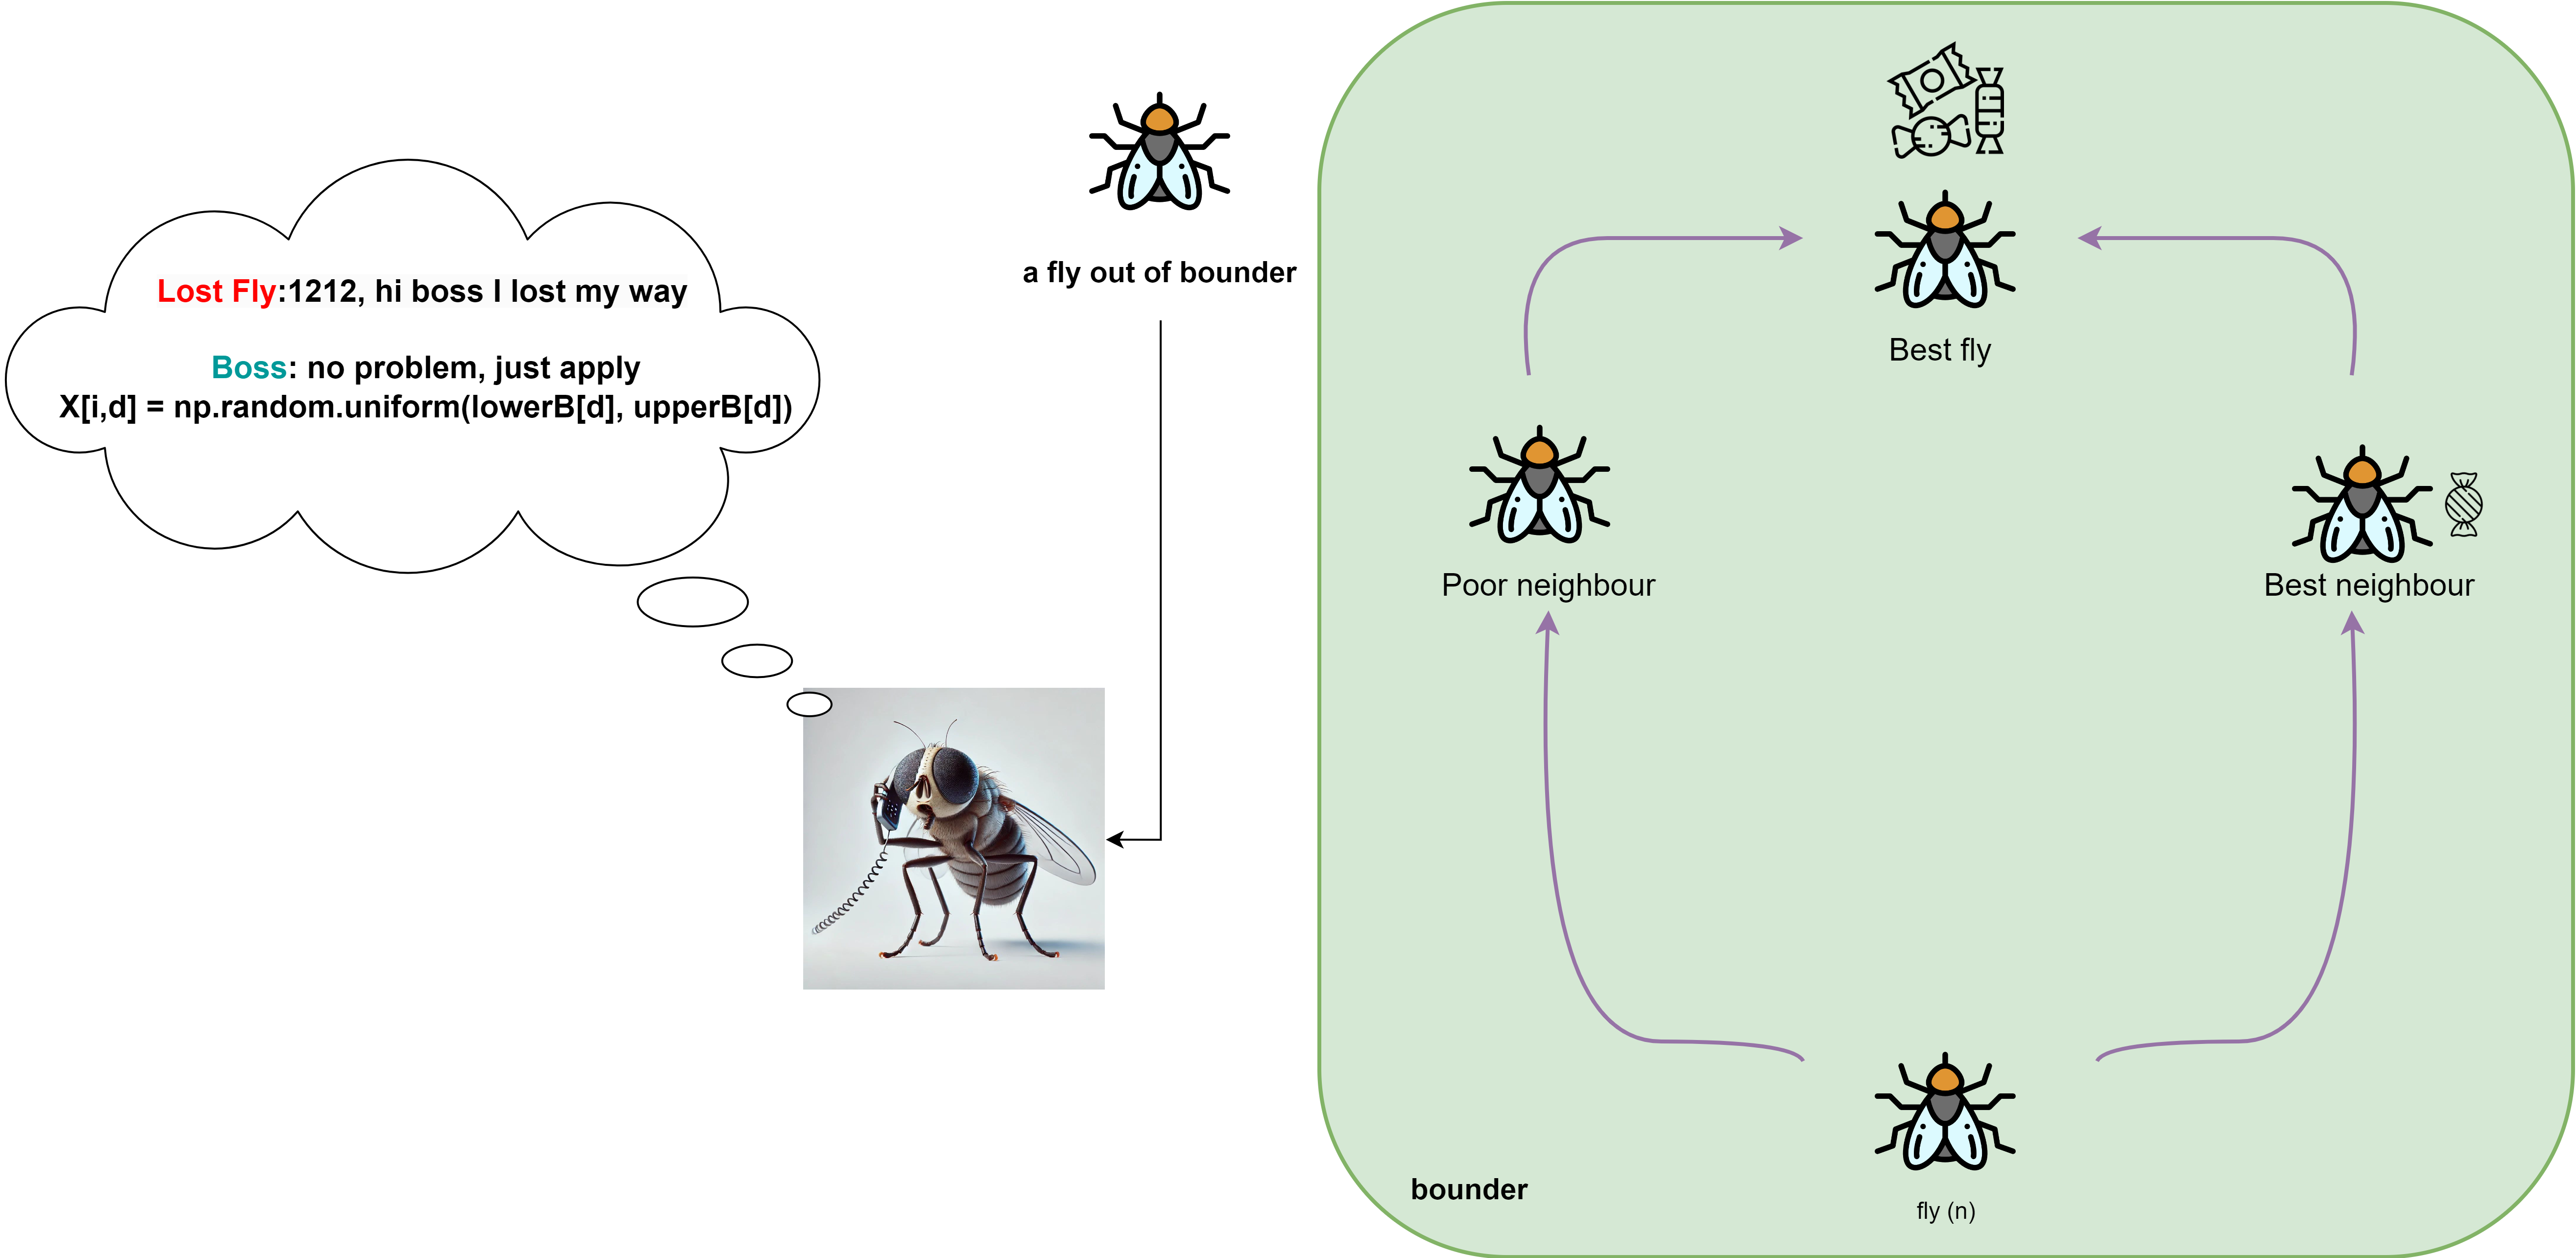 Lost Fly:1212, hi boss I lost my way
Boss: no problem, just apply
X[i,d] = np.random.uniform(lowerB[d], upperB[d])
a fly out of bounder
Best fly
Poor neighbour
Best neighbour
bounder
fly (n)